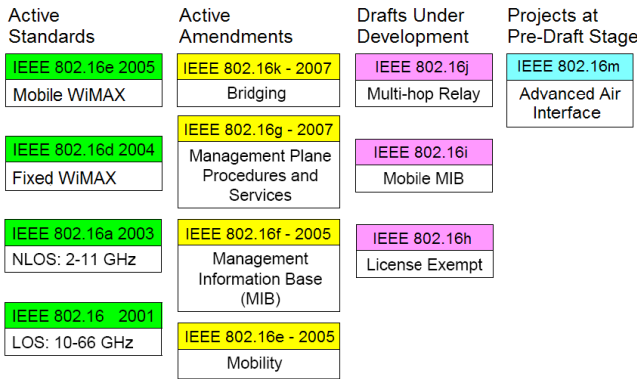 Active
Standards
IEEE 802.16e 2005
Mobile WiMAX
IEEE 802.16d 2004
Fixed WiMAX
IEEE 802.16a 2003
NLOS: 2-11 GHz
IEEE 802.16 2001
LOS: 10-66 GHz
Active
Amendments
IEEE 802.16k - 2007
Bridging
IEEE 802.16g - 2007
Management Plane
Procedures and
Services
IEEE 802.16f - 2005
Management
Information Base
(MIB)
IEEE 802.16e - 2005
Mobility
Drafts Under
Development
IEEE 802.16j
Multi-hop Relay
IEEE 802.16i
Mobile MIB
IEEE 802.16h
License Exempt
Projects at
Pre-Draft Stage
IEEE 802.16m
Advanced Air
Interface